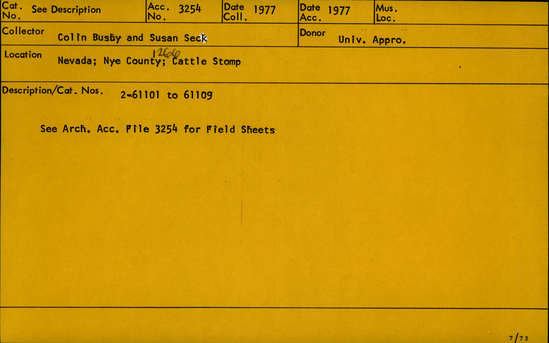 Cat. No. See Description Acc. No. 3254 Date Coll. 1977 Date Acc. 1977 Mus. Loc.
Collector Colin Busby and Susan Seck Donor Univ. Appro.
Location Nevada; Nye County; 1266 Cattle Stomp
Description/Cat. Nos. 2-61101 to 61109
See Arch. Acc. File 3254 for Field Sheets
7/73